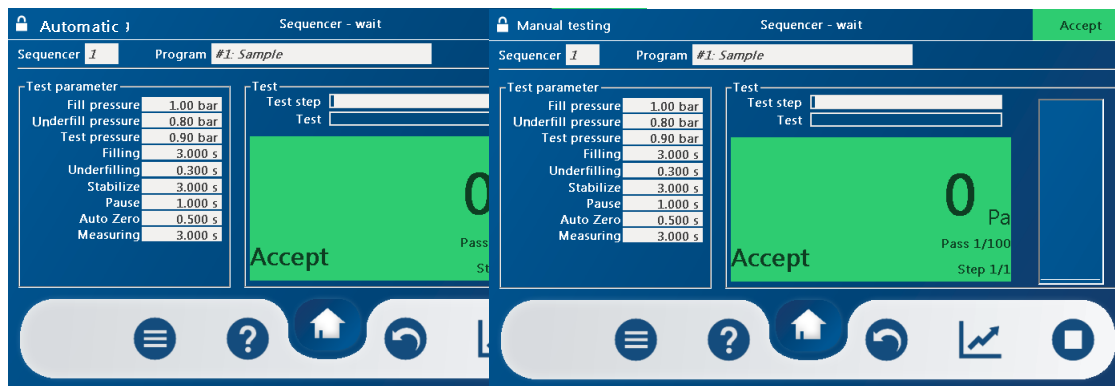 Automatic
Sequencer - wait
Sequencer 1 Program #1: Sample
Test parameter
Fill pressure 1.00 bar
Underfill pressure 0.80 bar
Test pressure 0.90 bar
Filling 3.000 s
Underfilling 0.300 s
Stabilize 3.000 s
Pause 1.000 s
Auto Zero 0.500 s
Measuring 3.000 s
Test
Test step
Test
0
Pass
Accept
St
?
Manual testing
Sequencer - wait
Accept
Sequencer 1 Program #1: Sample
Test parameter
Fill pressure 1.00 bar
Underfill pressure 0.80 bar
Test pressure 0.90 bar
Filling 3.000 s
Underfilling 0.300 s
Stabilize 3.000 s
Pause 1.000 s
Auto Zero 0.500 s
Measuring 3.000 s
Test
Test step
Test
0 Pa
Pass 1/100
Accept
Step 1/1
?